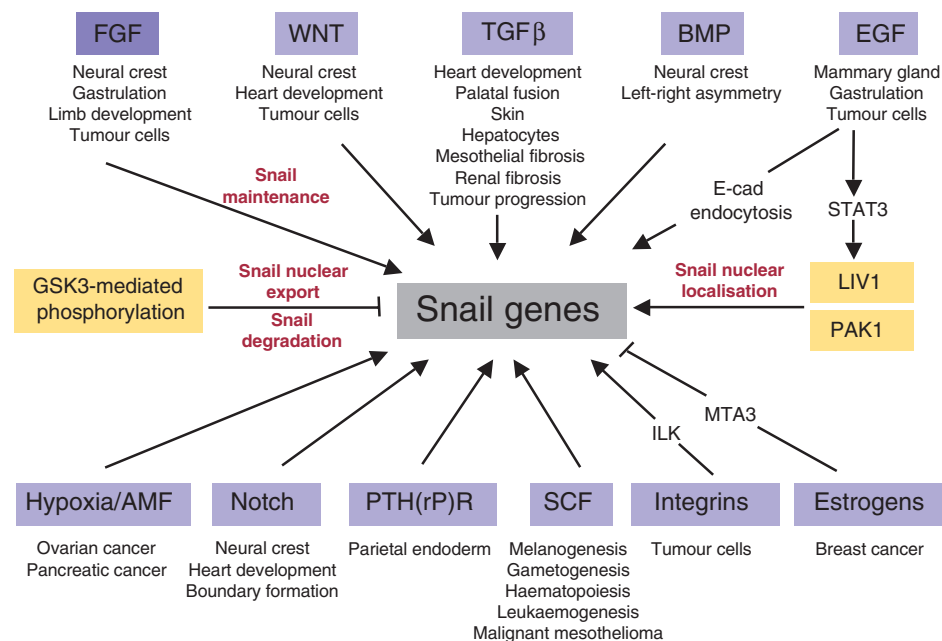 FGF
WNT
TGFβ
BMP
EGF
Neural crest
Gastrulation
Limb development
Tumour cells
Neural crest
Heart development
Tumour cells
Heart development
Palatal fusion
Skin
Hepatocytes
Mesothelial fibrosis
Renal fibrosis
Tumour progression
Neural crest
Left-right asymmetry
Mammary gland
Gastrulation
Tumour cells
Snail
maintenance
E-cad
endocytosis
STAT3
GSK3-mediated
phosphorylation
Snail nuclear
export
Snail
degradation
Snail genes
Snail nuclear
localisation
LIV1
PAK1
ILK
MTA3
Hypoxia/AMF
Notch
PTH(rP)R
SCF
Integrins
Estrogens
Ovarian cancer
Pancreatic cancer
Neural crest
Heart development
Boundary formation
Parietal endoderm
Melanogenesis
Gametogenesis
Haematopoiesis
Leukaemogenesis
Malignant mesothelioma
Tumour cells
Breast cancer